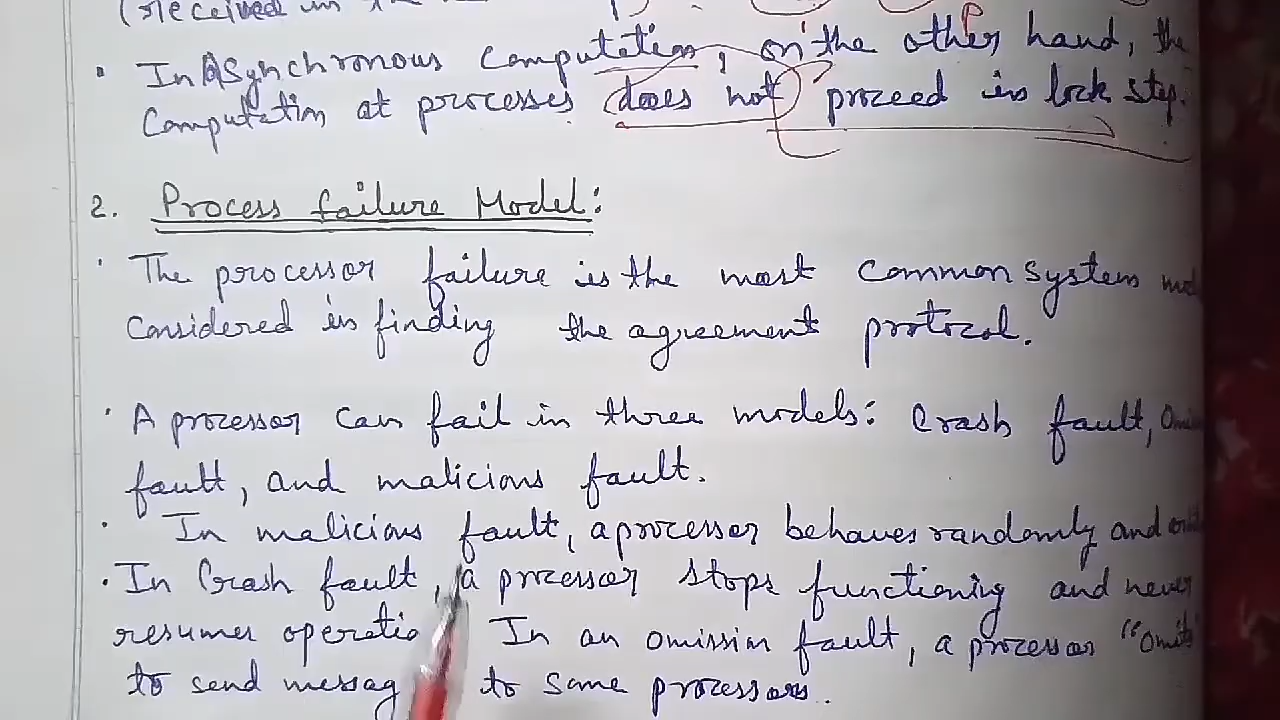 (received in the
• In Asynchronous Computation, on the other hand, the
Computation at processes (does not) proceed in lock step.
2. Process failure Model:
• The processor failure is the most Common System
Considered in finding the agreement protocol.
• A processor Can fail in three models: Crash fault,
fault, and malicious fault.
• In malicious fault, a processor behaves randomly and
• In Crash fault, a processor stops functioning and never
resumes In an omission fault, a processor "Omits
to send to some processors.